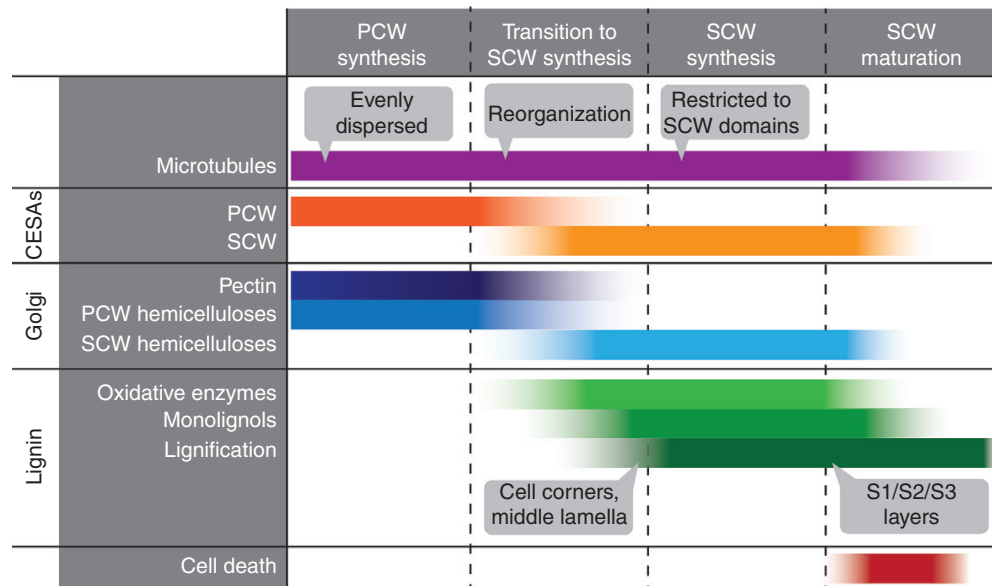 PCW
synthesis
Transition to
SCW synthesis
SCW
synthesis
SCW
maturation
Evenly
dispersed
Reorganization
Restricted to
SCW domains
Microtubules
CESAs
PCW
SCW
Golgi
Pectin
PCW hemicelluloses
SCW hemicelluloses
Lignin
Oxidative enzymes
Monolignols
Lignification
Cell corners,
middle lamella
S1/S2/S3
layers
Cell death